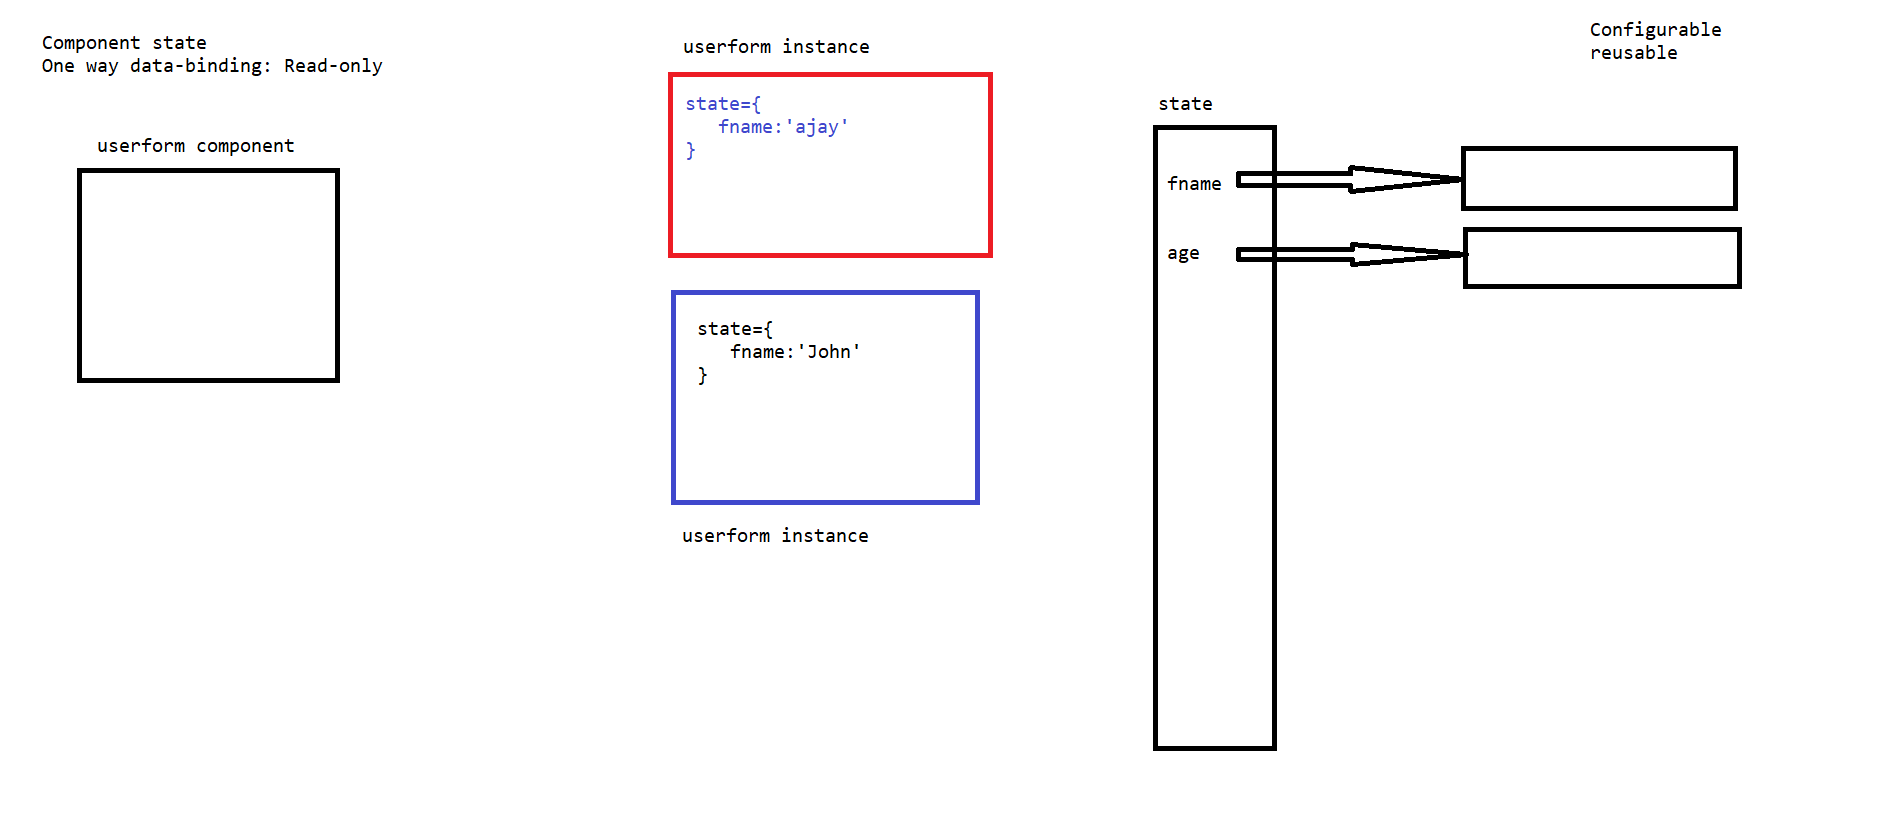 Component state
One way data-binding: Read-only
userform component
userform instance
state={
fname:'ajay'
}
state={
fname:'John'
}
userform instance
state
fname
age
Configurable
reusable